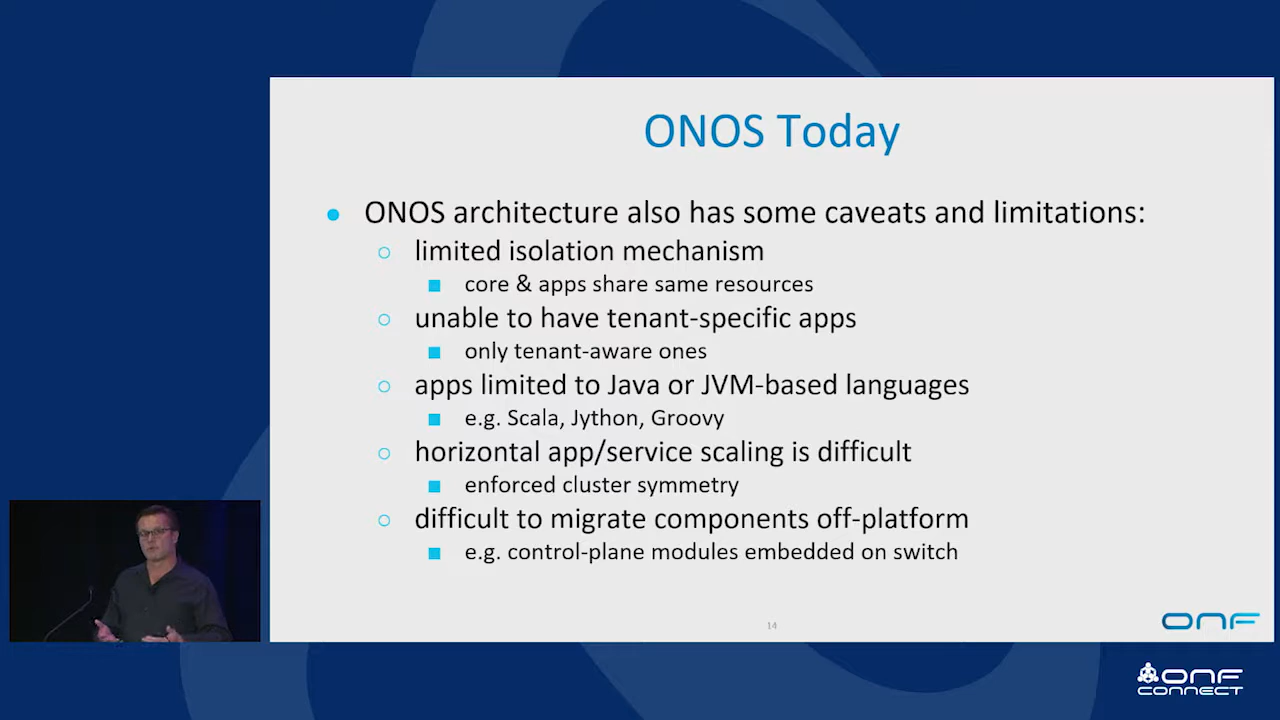 ONOS Today
● ONOS architecture also has some caveats and limitations:
○ limited isolation mechanism
■ core & apps share same resources
○ unable to have tenant-specific apps
■ only tenant-aware ones
○ apps limited to Java or JVM-based languages
■ e.g. Scala, Jython, Groovy
○ horizontal app/service scaling is difficult
■ enforced cluster symmetry
○ difficult to migrate components off-platform
■ e.g. control-plane modules embedded on switch
14
ONF
ONF
CONNECT